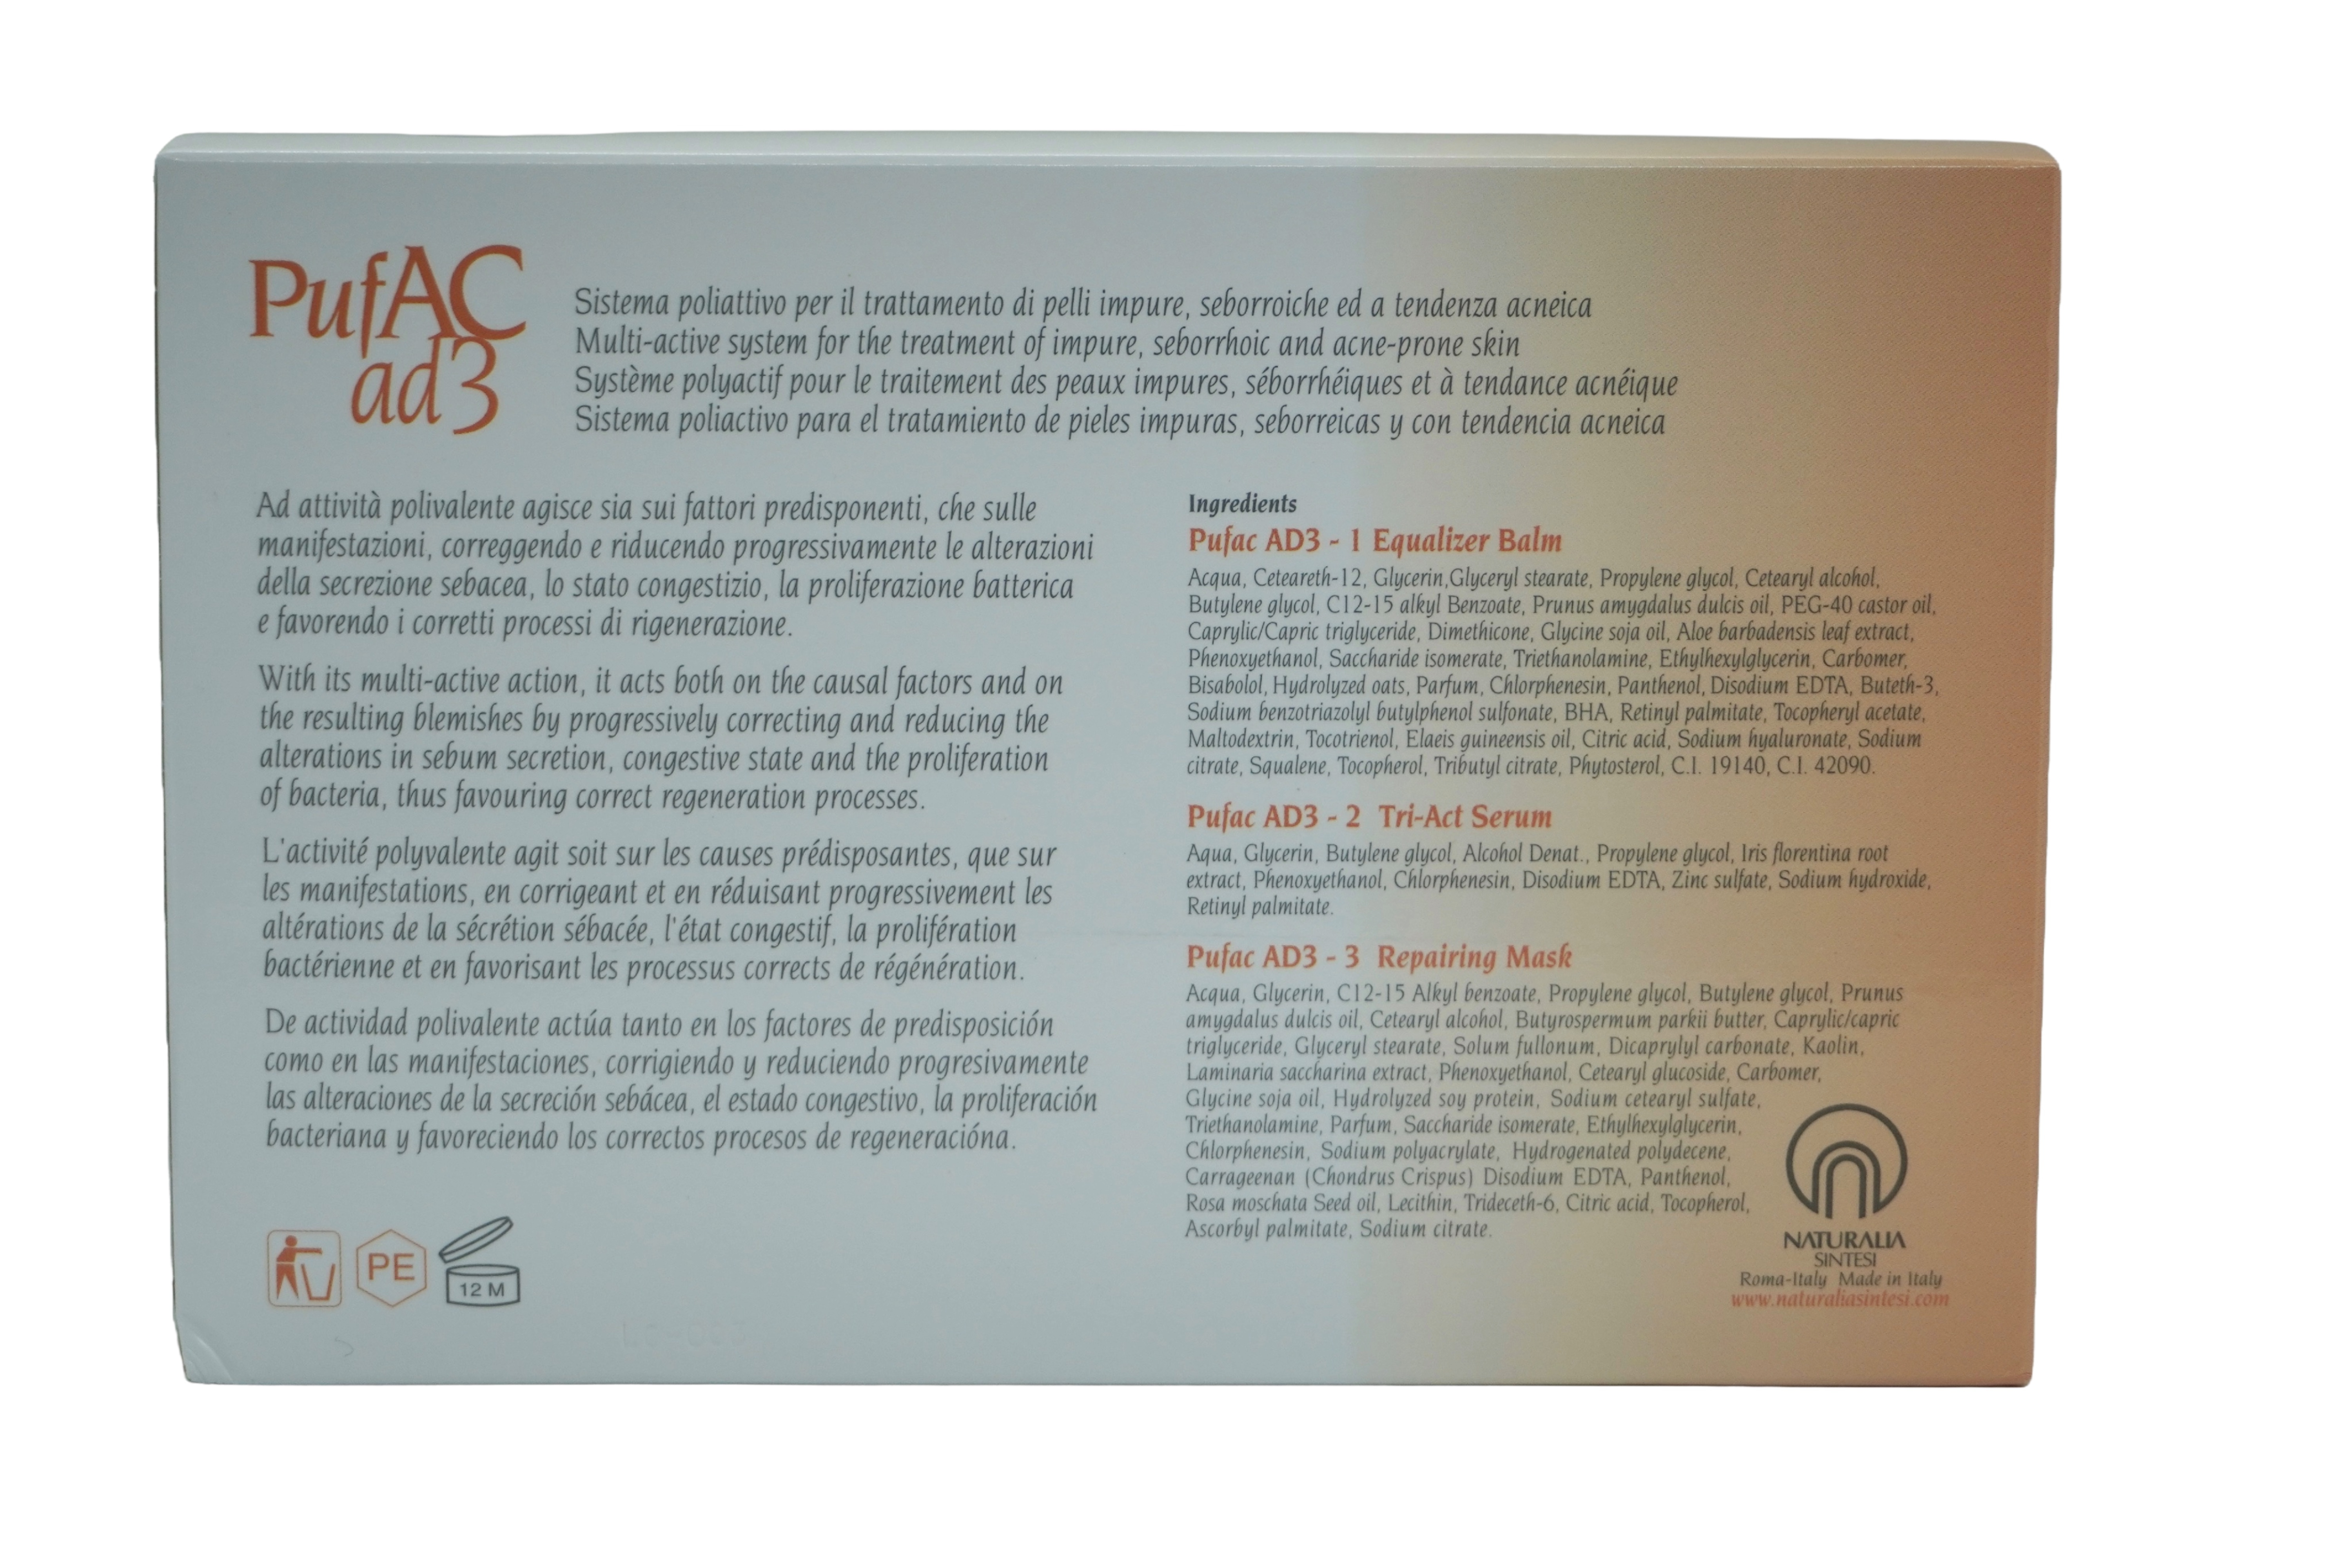 PufAC
ad3
Sistema poliattivo per il trattamento di pelli impure, seborroiche ed a tendenza acneica
Multi-active system for the treatment of impure, seborrhoic and acne-prone skin
Système polyactif pour le traitement des peaux impures, séborrhéiques et à tendance acnéique
Sistema poliactivo para el tratamiento de pieles impuras, seborreicas y con tendencia acneica
Ad attività polivalente agisce sia sui fattori predisponenti, che sulle
manifestazioni, correggendo e riducendo progressivamente le alterazioni
della secrezione sebacea, lo stato congestizio, la proliferazione batterica
e favorendo i corretti processi di rigenerazione.
With its multi-active action, it acts both on the causal factors and on
the resulting blemishes by progressively correcting and reducing the
alterations in sebum secretion, congestive state and the proliferation
of bacteria, thus favouring correct regeneration processes.
L'activité polyvalente agit soit sur les causes prédisposantes, que sur
les manifestations, en corrigeant et en réduisant progressivement les
altérations de la sécrétion sébacée, l'état congestif, la prolifération
bactérienne et en favorisant les processus corrects de régénération.
De actividad polivalente actúa tanto en los factores de predisposición
como en las manifestaciones, corrigiendo y reduciendo progresivamente
las alteraciones de la secreción sebácea, el estado congestivo, la proliferación
bacteriana y favoreciendo los correctos procesos de regeneracióna.
PE
12 M
Ingredients
Pufac AD3 - 1 Equalizer Balm
Acqua, Ceteareth-12, Glycerin,Glyceryl stearate, Propylene glycol, Cetearyl alcohol,
Butylene glycol, C12-15 alkyl Benzoate, Prunus amygdalus dulcis oil, PEG-40 castor oil,
Caprylic/Capric triglyceride, Dimethicone, Glycine soja oil, Aloe barbadensis leaf extract,
Phenoxyethanol, Saccharide isomerate, Triethanolamine, Ethylhexylglycerin, Carbomer,
Bisabolol, Hydrolyzed oats, Parfum, Chlorphenesin, Panthenol, Disodium EDTA, Buteth-3,
Sodium benzotriazolyl butylphenol sulfonate, BHA, Retinyl palmitate, Tocopheryl acetate,
Maltodextrin, Tocotrienol, Elaeis guineensis oil, Citric acid, Sodium hyaluronate, Sodium
citrate, Squalene, Tocopherol, Tributyl citrate, Phytosterol, C.I. 19140, C.I. 42090.
Pufac AD3 - 2 Tri-Act Serum
Aqua, Glycerin, Butylene glycol, Alcohol Denat., Propylene glycol, Iris florentina root
extract, Phenoxyethanol, Chlorphenesin, Disodium EDTA, Zinc sulfate, Sodium hydroxide,
Retinyl palmitate.
Pufac AD3 - 3 Repairing Mask
Acqua, Glycerin, C12-15 Alkyl benzoate, Propylene glycol, Butylene glycol, Prunus
amygdalus dulcis oil, Cetearyl alcohol, Butyrospermum parkii butter, Caprylic/capric
triglyceride, Glyceryl stearate, Solum fullonum, Dicaprylyl carbonate, Kaolin,
Laminaria saccharina extract, Phenoxyethanol, Cetearyl glucoside, Carbomer,
Glycine soja oil, Hydrolyzed soy protein, Sodium cetearyl sulfate,
Triethanolamine, Parfum, Saccharide isomerate, Ethylhexylglycerin,
Chlorphenesin, Sodium polyacrylate, Hydrogenated polydecene,
Carrageenan (Chondrus Crispus) Disodium EDTA, Panthenol,
Rosa moschata Seed oil, Lecithin, Trideceth-6, Citric acid, Tocopherol,
Ascorbyl palmitate, Sodium citrate.
NATURALIA
SINTESI
Roma-Italy Made in Italy
www.naturaliasintesi.com